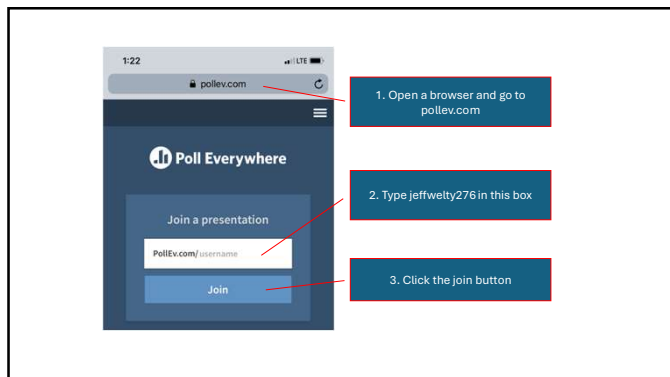 1:22
LTE
pollev.com
1. Open a browser and go to
pollev.com
Poll Everywhere
Join a presentation
2. Type jeffwelty276 in this box
PollEv.com/username
3. Click the join button
Join